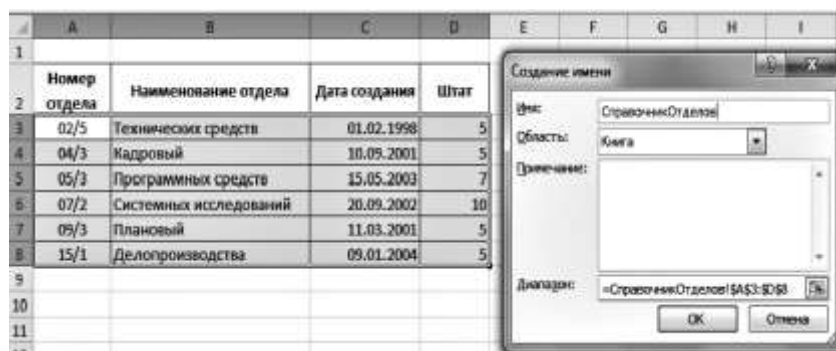 A B C D E F G H I
1
2 Номер отдела Наименование отдела Дата создания Штат
3 02/5 Технических средств 01.02.1998 5
4 04/3 Кадровый 10.09.2001 5
5 05/3 Программных средств 15.05.2003 7
6 07/2 Системных исследований 20.09.2002 10
7 09/3 Плановый 11.03.2001 5
8 15/1 Делопроизводства 09.01.2004 5
9
10
11
Создание имени
Имя: СправочникОтделов
Область: Книга
Примечание:
Диапазон: =СправочникОтделов!$A$3:$D$8
ОК Отмена